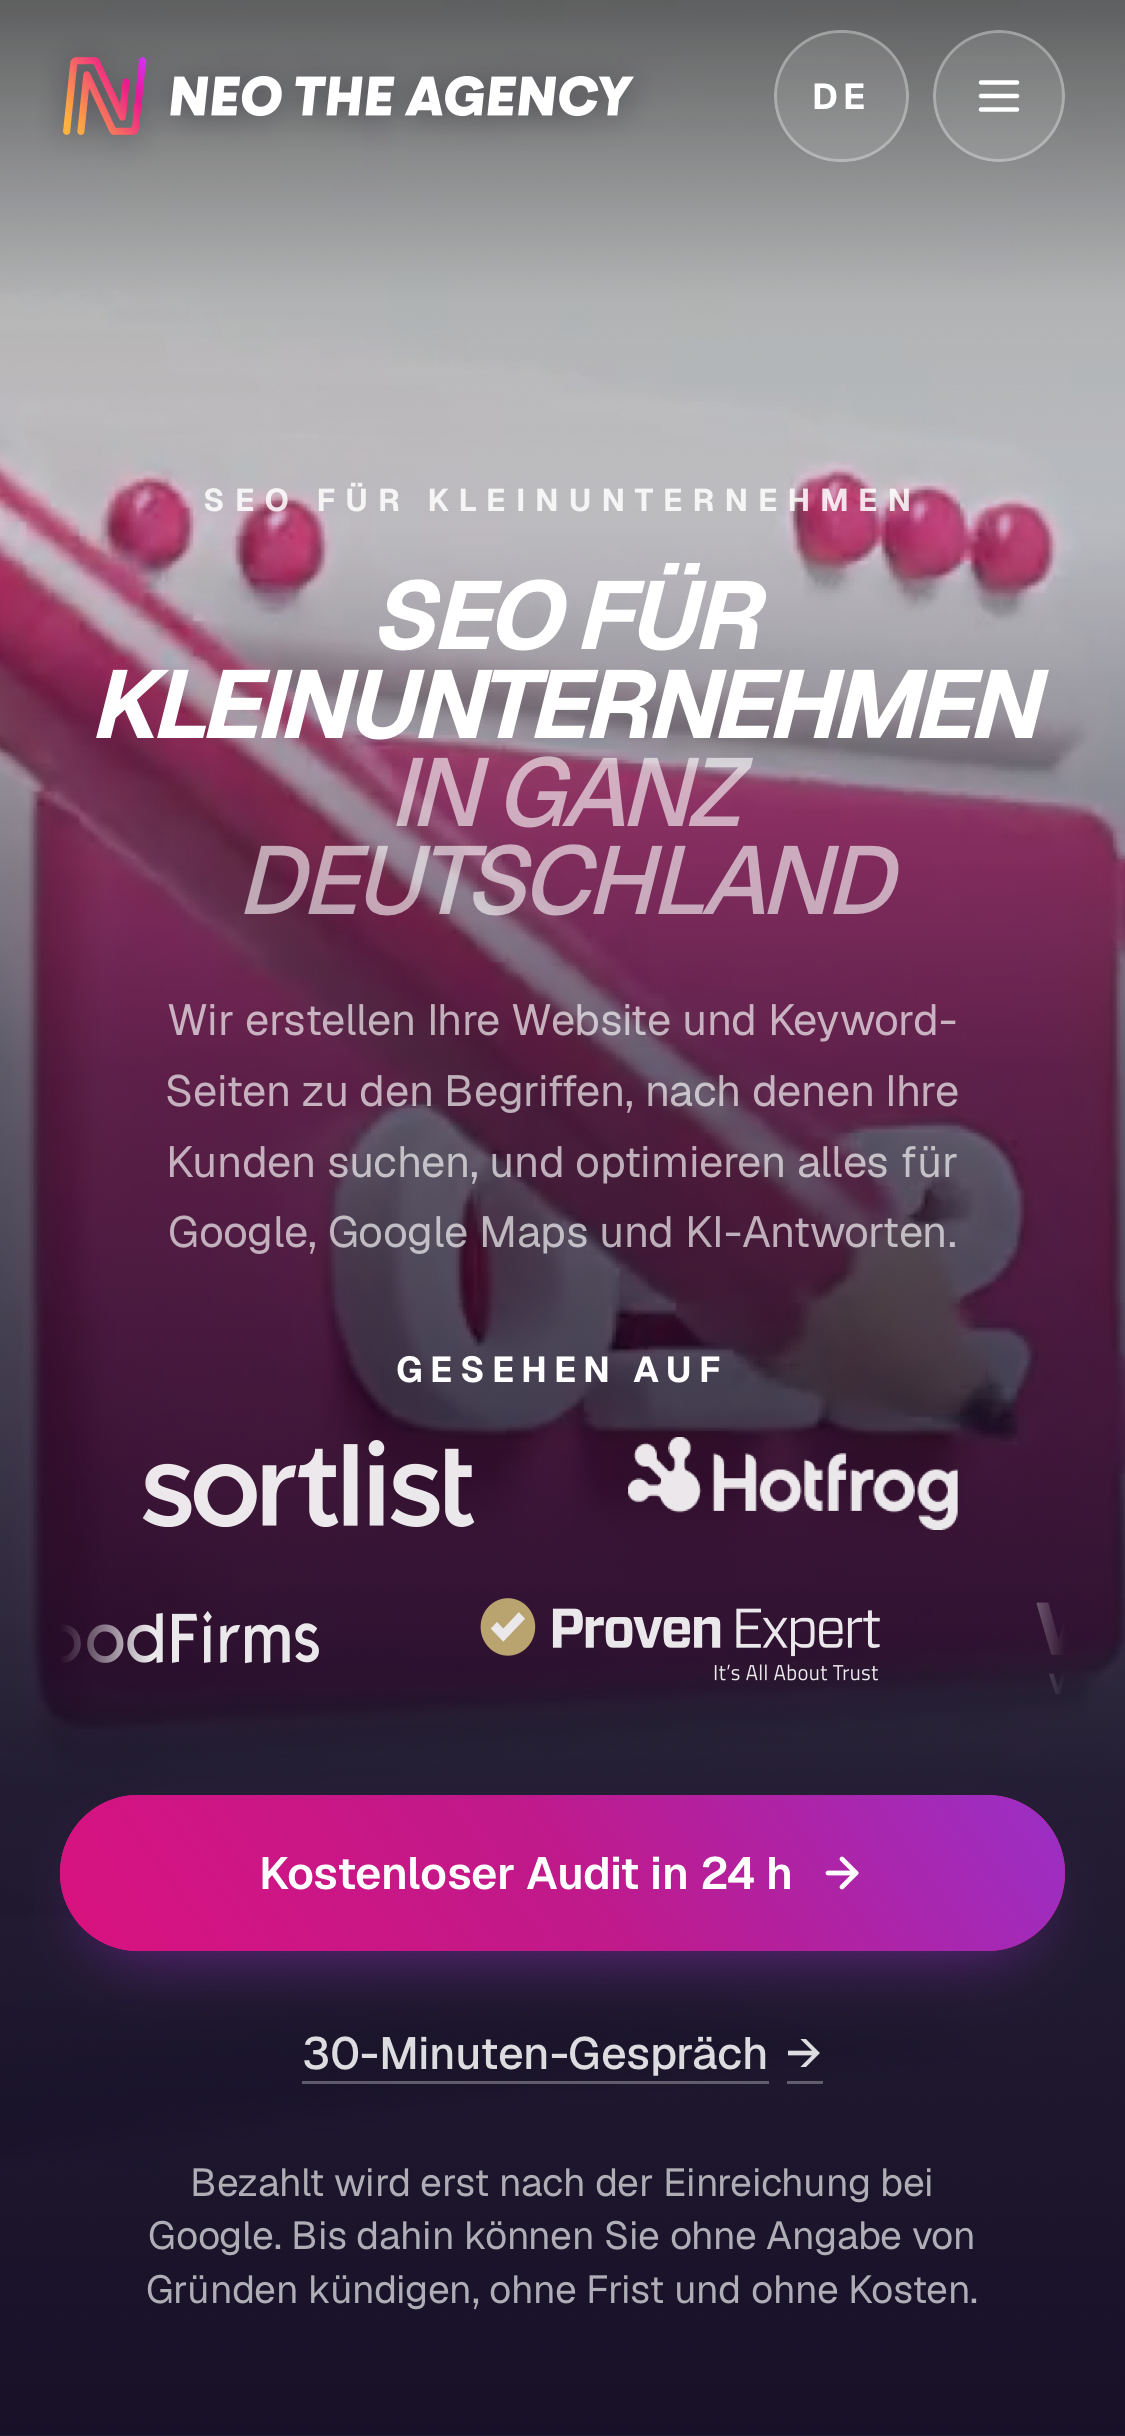 NEO THE AGENCY
DE
SEO FÜR KLEINUNTERNEHMEN
SEO FÜR
KLEINUNTERNEHMEN
IN GANZ
DEUTSCHLAND
Wir erstellen Ihre Website und Keyword-
Seiten zu den Begriffen, nach denen Ihre
Kunden suchen, und optimieren alles für
Google, Google Maps und KI-Antworten.
GESEHEN AUF
sortlist
Hotfrog
oodFirms
Proven Expert
It's All About Trust
Kostenloser Audit in 24 h →
30-Minuten-Gespräch →
Bezahlt wird erst nach der Einreichung bei
Google. Bis dahin können Sie ohne Angabe von
Gründen kündigen, ohne Frist und ohne Kosten.